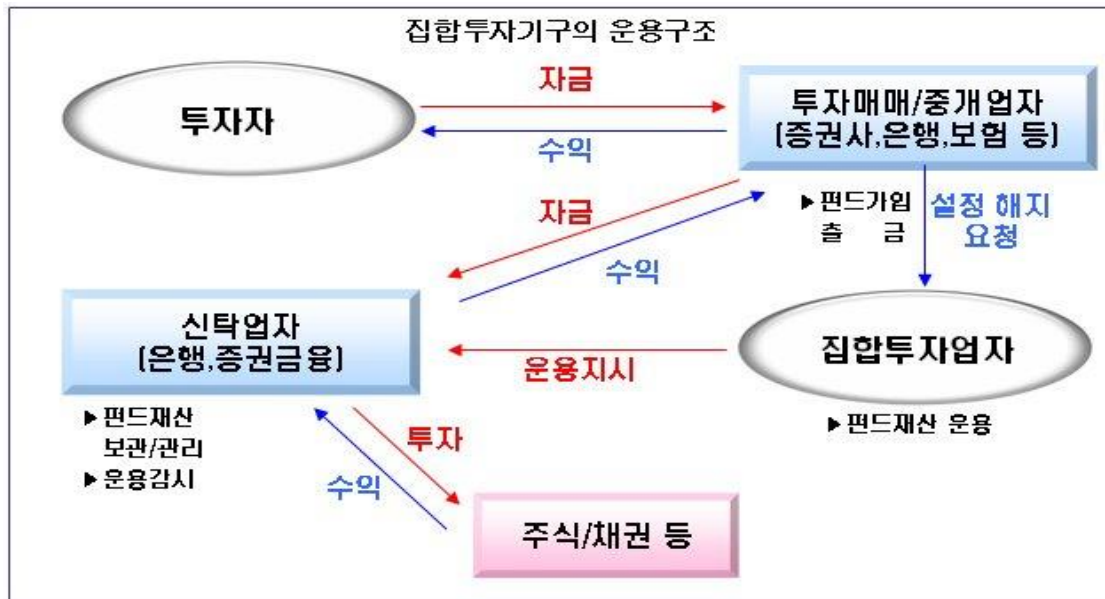 집합투자기구의 운용구조
투자자
자금
수익
투자매매/중개업자
(증권사,은행,보험 등)
자금
수익
▶펀드가입
출 금
설정 해지
요청
신탁업자
(은행,증권금융)
운용지시
집합투자업자
▶펀드재산
보관/관리
▶운용감시
투자
수익
▶펀드재산 운용
주식/채권 등